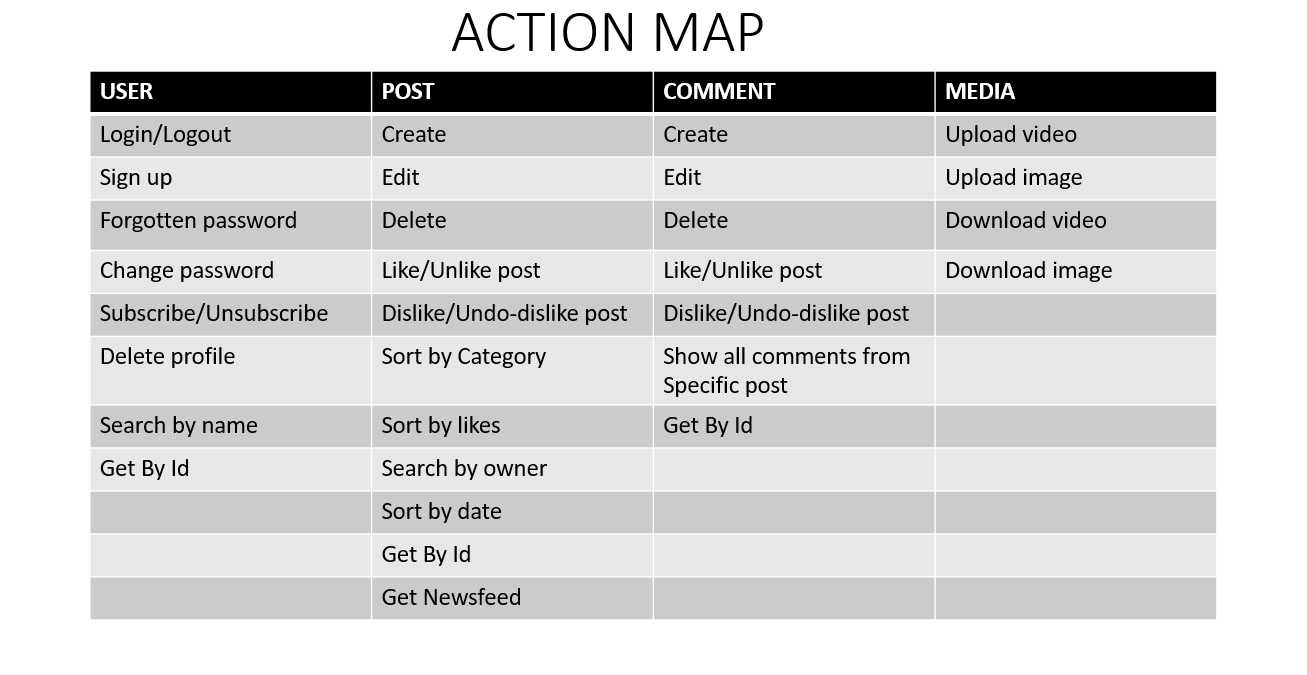 ACTION MAP
USER POST COMMENT MEDIA
Login/Logout Create Create Upload video
Sign up Edit Edit Upload image
Forgotten password Delete Delete Download video
Change password Like/Unlike post Like/Unlike post Download image
Subscribe/Unsubscribe Dislike/Undo-dislike post Dislike/Undo-dislike post
Delete profile Sort by Category Show all comments from
Specific post
Search by name Sort by likes Get By Id
Get By Id Search by owner
Sort by date
Get By Id
Get Newsfeed